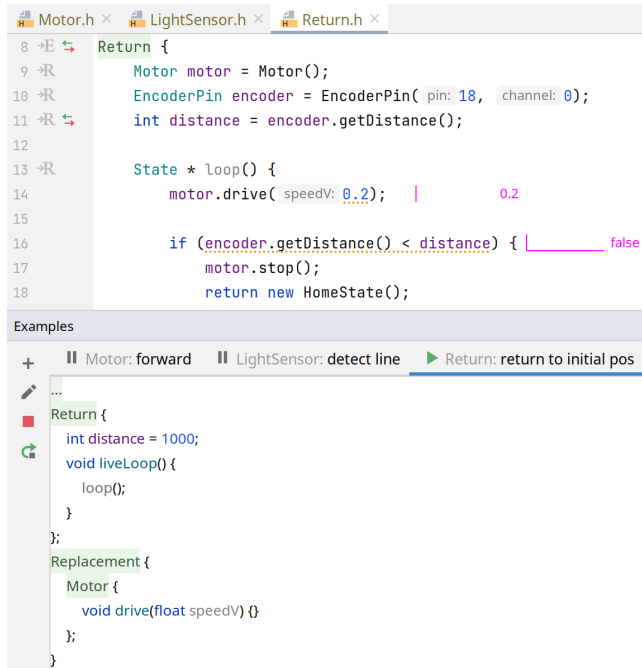 Motor.h × LightSensor.h × Return.h ×
8 →E Return {
9 →R Motor motor = Motor();
10 →R EncoderPin encoder = EncoderPin( pin: 18, channel: 0);
11 →R int distance = encoder.getDistance();
12
13 →R State * loop() {
14 motor.drive( speedV: 0.2); 0.2
15
16 if (encoder.getDistance() < distance) { false
17 motor.stop();
18 return new HomeState();
Examples
Motor: forward LightSensor: detect line Return: return to initial pos
...
Return {
int distance = 1000;
void liveLoop() {
loop();
}
};
Replacement {
Motor {
void drive(float speedV) {}
};
}